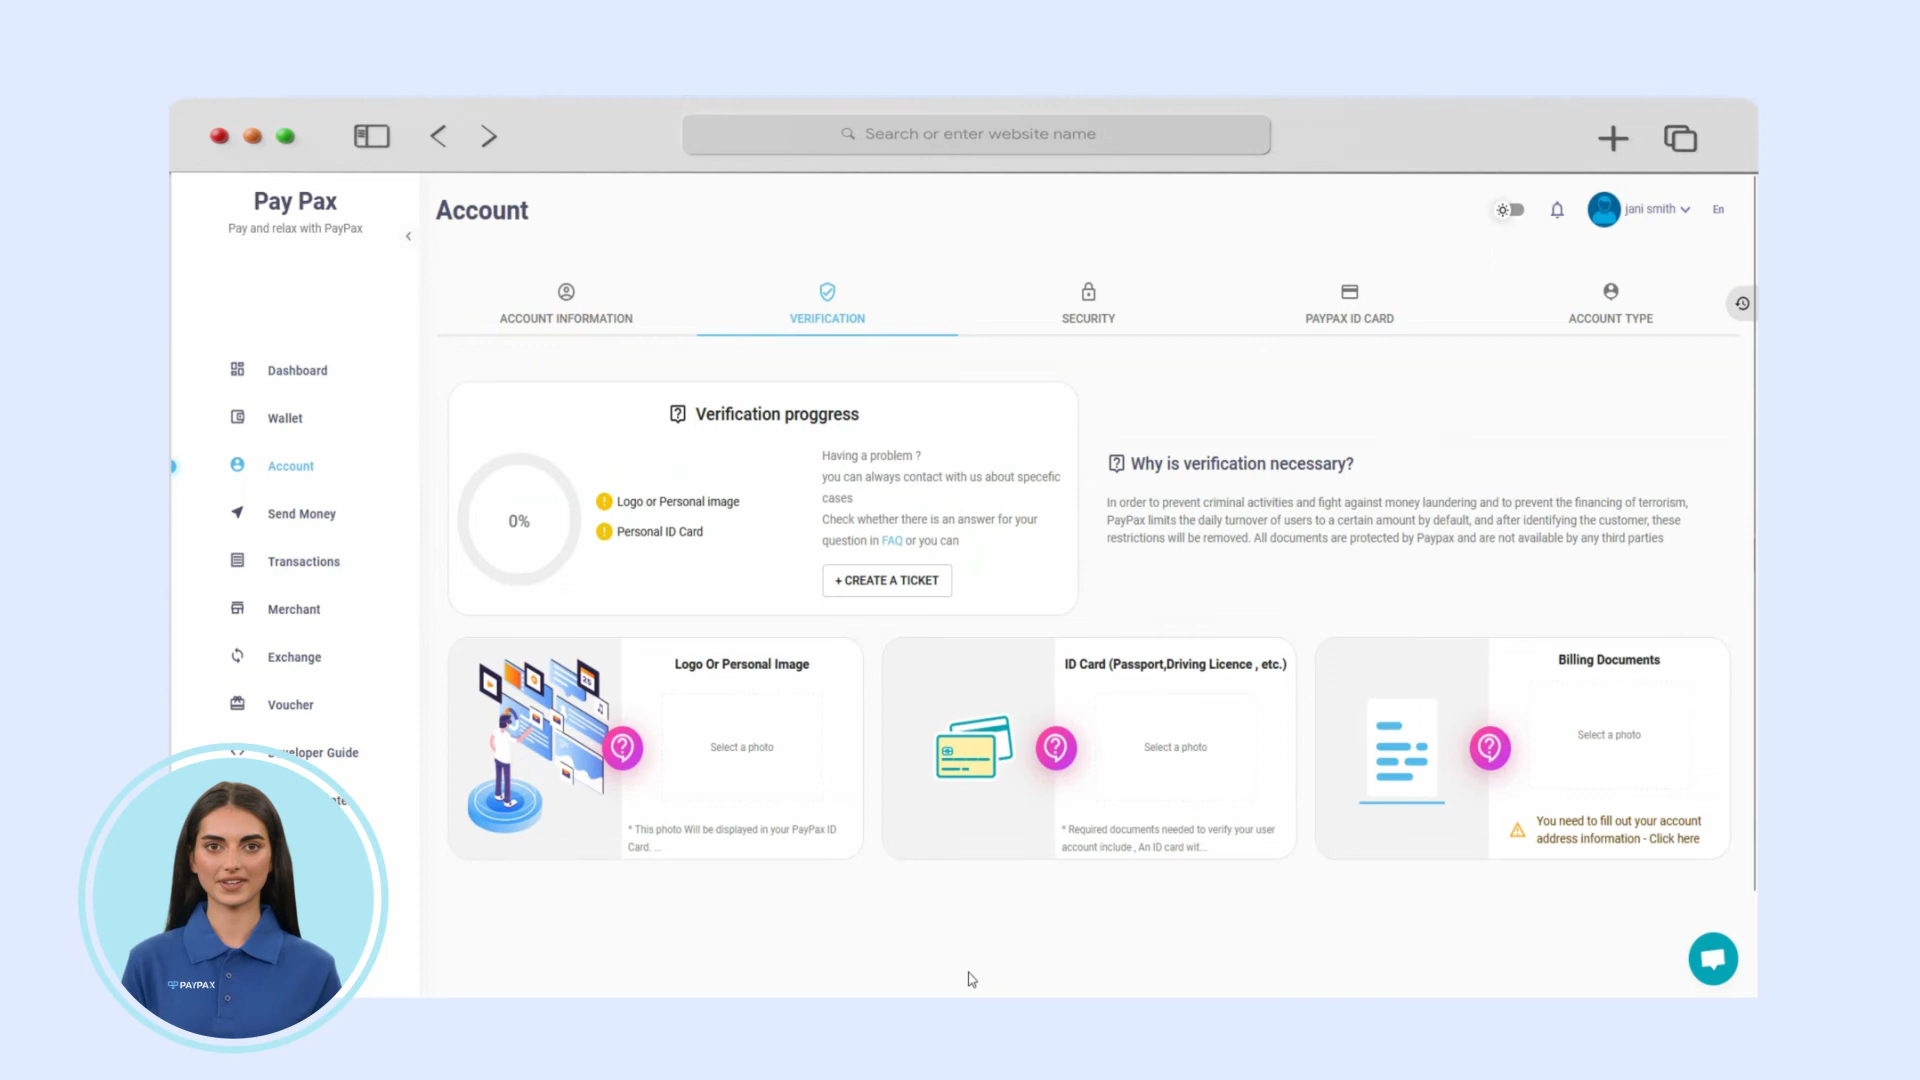 Search or enter website name
Pay Pax
Pay and relax with PayPax
Account
jani smith
En
ACCOUNT INFORMATION
VERIFICATION
SECURITY
PAYPAX ID CARD
ACCOUNT TYPE
Dashboard
Wallet
Account
Send Money
Transactions
Merchant
Exchange
Voucher
Developer Guide
Verification proggress
0%
Logo or Personal image
Personal ID Card
Having a problem ?
you can always contact with us about specefic
cases
Check whether there is an answer for your
question in FAQ or you can
+ CREATE A TICKET
Why is verification necessary?
In order to prevent criminal activities and fight against money laundering and to prevent the financing of terrorism,
PayPax limits the daily turnover of users to a certain amount by default, and after identifying the customer, these
restrictions will be removed. All documents are protected by Paypax and are not available by any third parties
Logo Or Personal Image
Select a photo
* This photo Will be displayed in your PayPax ID
Card. ...
ID Card (Passport,Driving Licence , etc.)
Select a photo
* Required documents needed to verify your user
account include , An ID card wit...
Billing Documents
Select a photo
You need to fill out your account
address information - Click here
PAYPAX